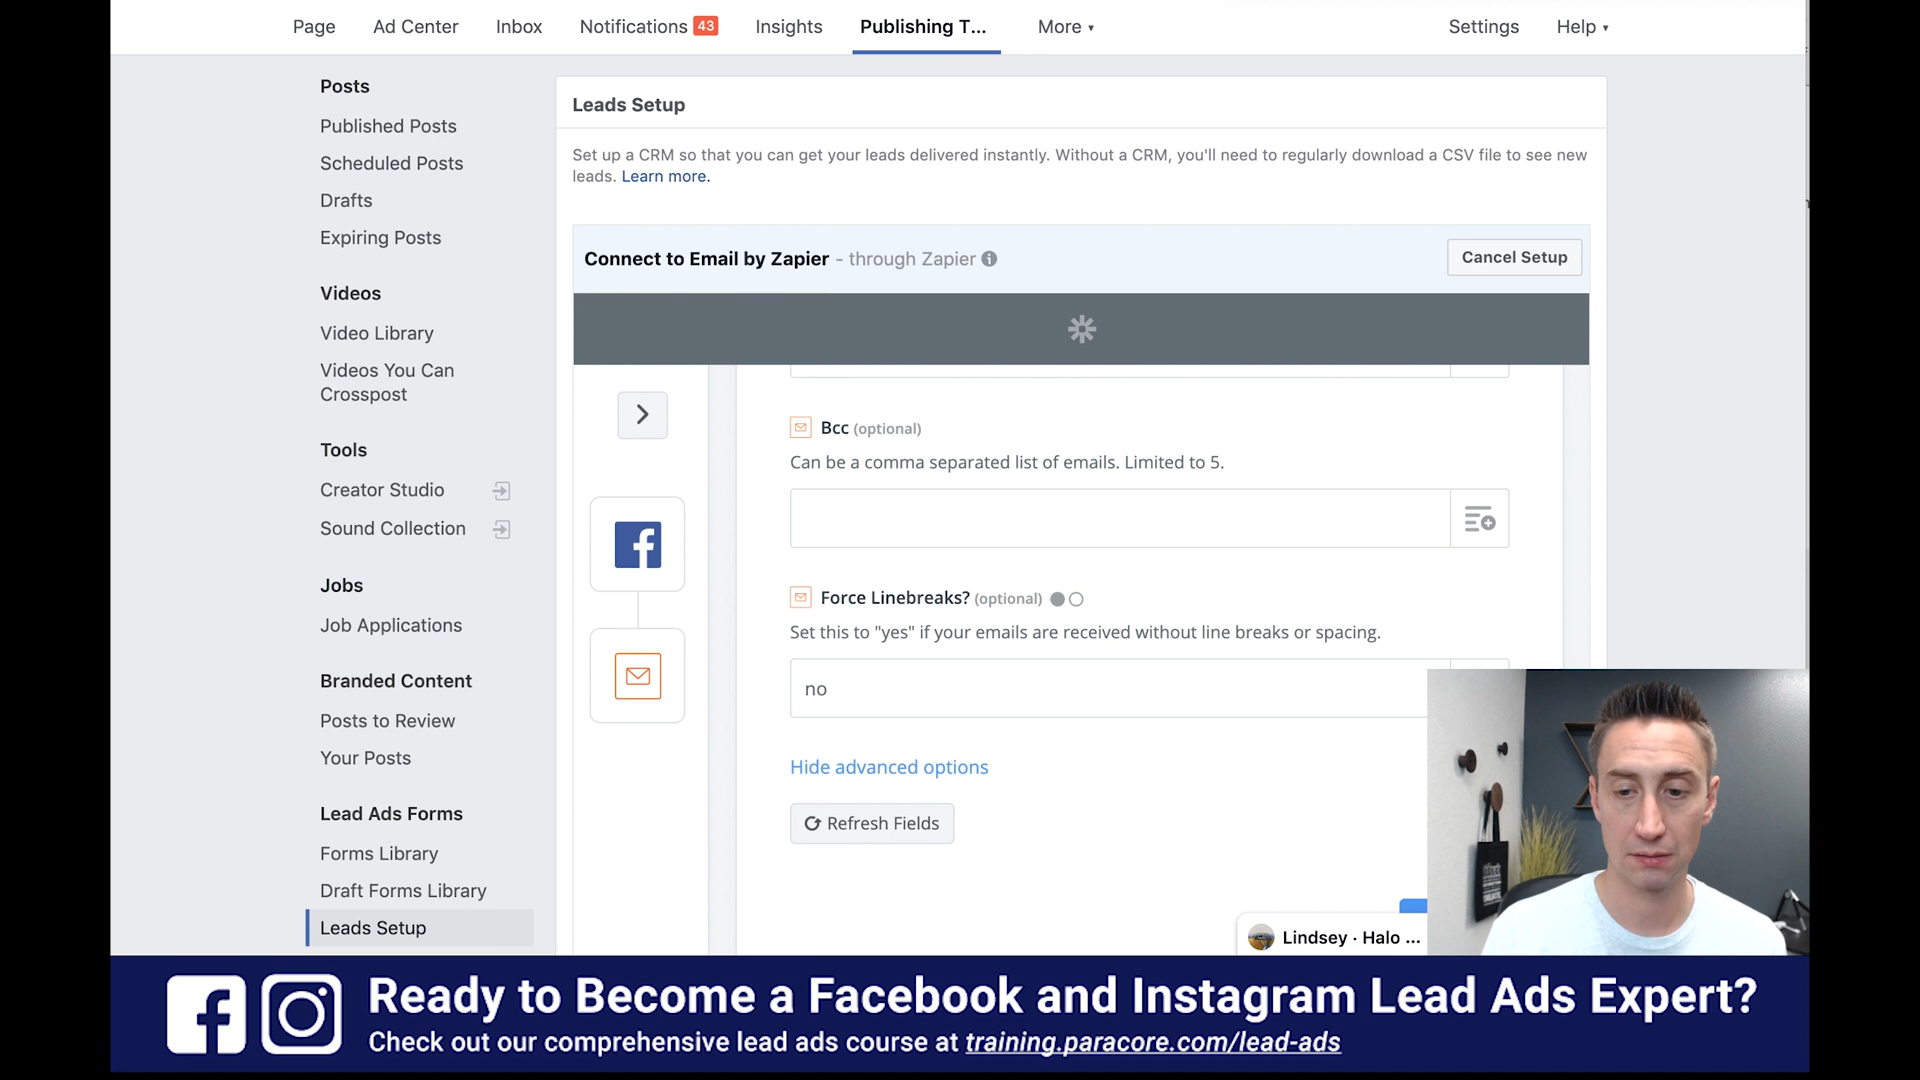 Page Ad Center Inbox Notifications 43 Insights Publishing T... More Settings Help
Posts
Published Posts
Scheduled Posts
Drafts
Expiring Posts
Videos
Video Library
Videos You Can
Crosspost
Tools
Creator Studio
Sound Collection
Jobs
Job Applications
Branded Content
Posts to Review
Your Posts
Lead Ads Forms
Forms Library
Draft Forms Library
Leads Setup
Leads Setup
Set up a CRM so that you can get your leads delivered instantly. Without a CRM, you'll need to regularly download a CSV file to see new
leads. Learn more.
Connect to Email by Zapier - through Zapier
Cancel Setup
Bcc (optional)
Can be a comma separated list of emails. Limited to 5.
Force Linebreaks? (optional)
Set this to "yes" if your emails are received without line breaks or spacing.
no
Hide advanced options
Refresh Fields
Lindsey · Halo ...
Ready to Become a Facebook and Instagram Lead Ads Expert?
Check out our comprehensive lead ads course at training.paracore.com/lead-ads